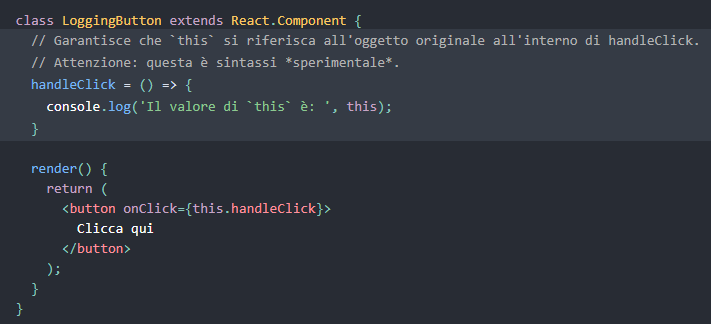 class LoggingButton extends React.Component {
  // Garantisce che `this` si riferisca all'oggetto originale all'interno di handleClick.
  // Attenzione: questa è sintassi *sperimentale*.
  handleClick = () => {
    console.log('Il valore di `this` è: ', this);
  }

  render() {
    return (
      <button onClick={this.handleClick}>
        Clicca qui
      </button>
    );
  }
}